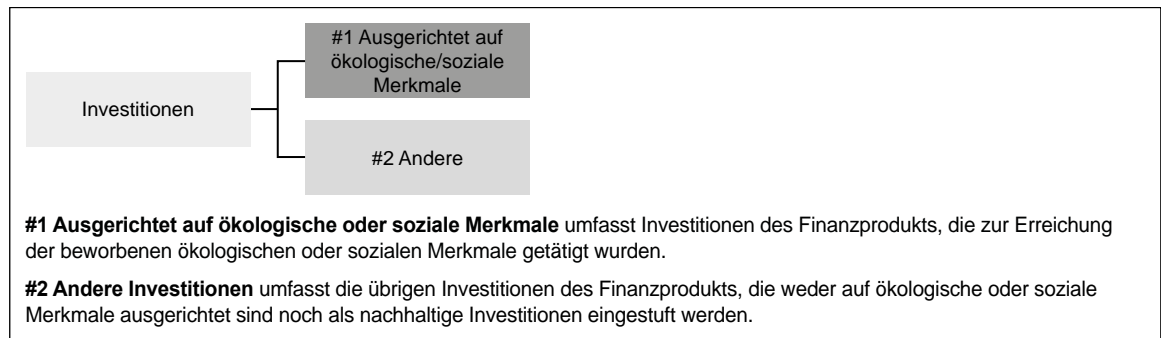 #1 Ausgerichtet auf
ökologische/soziale
Merkmale
Investitionen
#2 Andere
#1 Ausgerichtet auf ökologische oder soziale Merkmale umfasst Investitionen des Finanzprodukts, die zur Erreichung
der beworbenen ökologischen oder sozialen Merkmale getätigt wurden.
#2 Andere Investitionen umfasst die übrigen Investitionen des Finanzprodukts, die weder auf ökologische oder soziale
Merkmale ausgerichtet sind noch als nachhaltige Investitionen eingestuft werden.